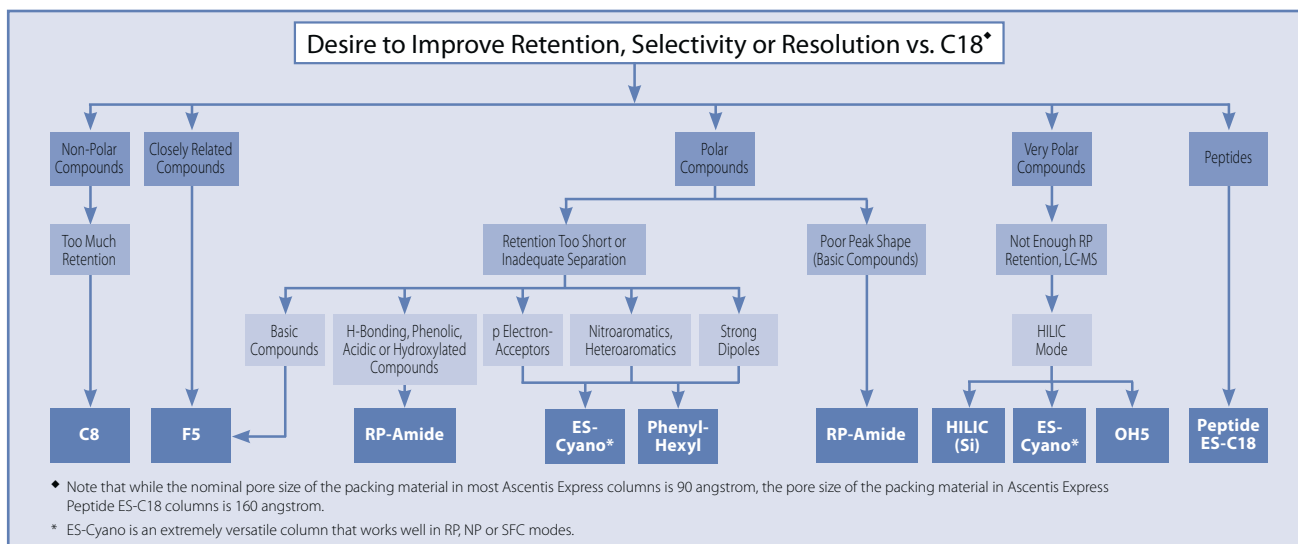 Desire to Improve Retention, Selectivity or Resolution vs. C18◆
Non-Polar
Compounds
Closely Related
Compounds
Polar
Compounds
Very Polar
Compounds
Peptides
Too Much
Retention
Retention Too Short or
Inadequate Separation
Poor Peak Shape
(Basic Compounds)
Not Enough RP
Retention, LC-MS
Basic
Compounds
H-Bonding, Phenolic,
Acidic or Hydroxylated
Compounds
p Electron-
Acceptors
Nitroaromatics,
Heteroaromatics
Strong
Dipoles
HILIC
Mode
C8
F5
RP-Amide
ES-
Cyano*
Phenyl-
Hexyl
RP-Amide
HILIC
(Si)
ES-
Cyano*
OH5
Peptide
ES-C18
◆ Note that while the nominal pore size of the packing material in most Ascentis Express columns is 90 angstrom, the pore size of the packing material in Ascentis Express
Peptide ES-C18 columns is 160 angstrom.
* ES-Cyano is an extremely versatile column that works well in RP, NP or SFC modes.